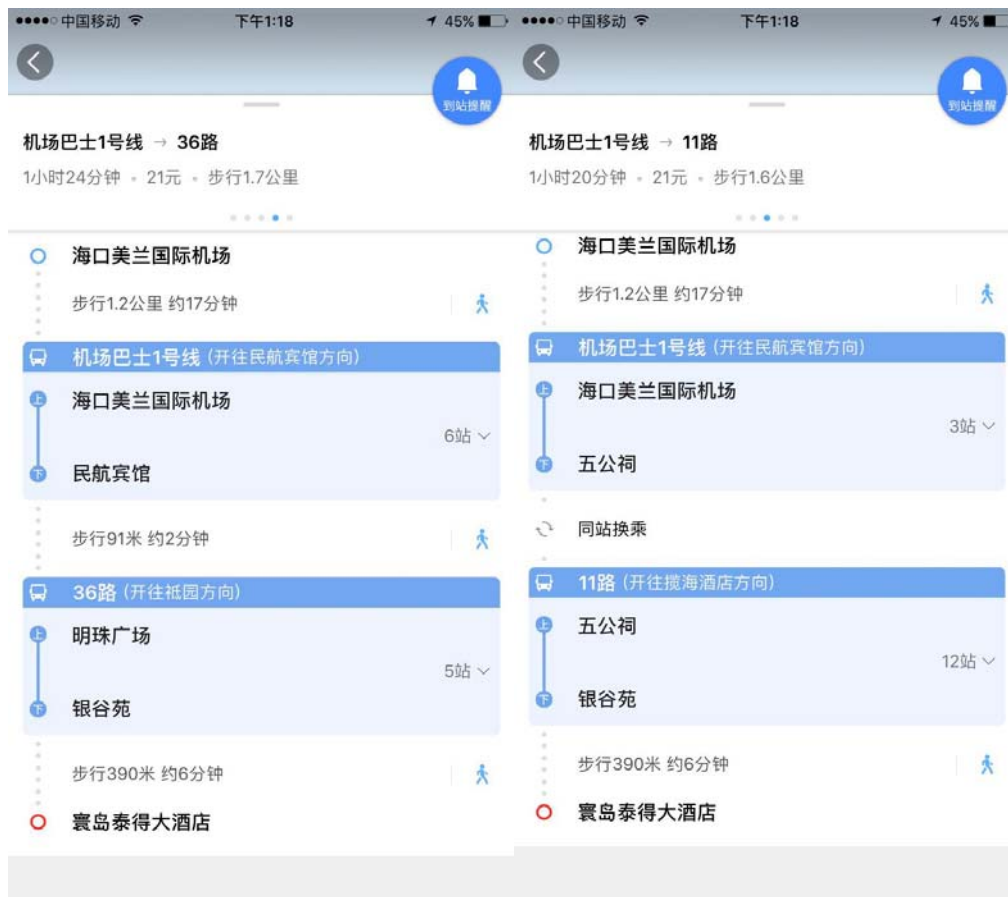 中国移动 下午1:18 45%
到站提醒
机场巴士1号线 → 36路
1小时24分钟 · 21元 · 步行1.7公里
海口美兰国际机场
步行1.2公里 约17分钟
机场巴士1号线 (开往民航宾馆方向)
上 海口美兰国际机场
6站
下 民航宾馆
步行91米 约2分钟
36路 (开往祗园方向)
上 明珠广场
5站
下 银谷苑
步行390米 约6分钟
寰岛泰得大酒店
中国移动 下午1:18 45%
到站提醒
机场巴士1号线 → 11路
1小时20分钟 · 21元 · 步行1.6公里
海口美兰国际机场
步行1.2公里 约17分钟
机场巴士1号线 (开往民航宾馆方向)
上 海口美兰国际机场
3站
下 五公祠
同站换乘
11路 (开往揽海酒店方向)
上 五公祠
12站
下 银谷苑
步行390米 约6分钟
寰岛泰得大酒店